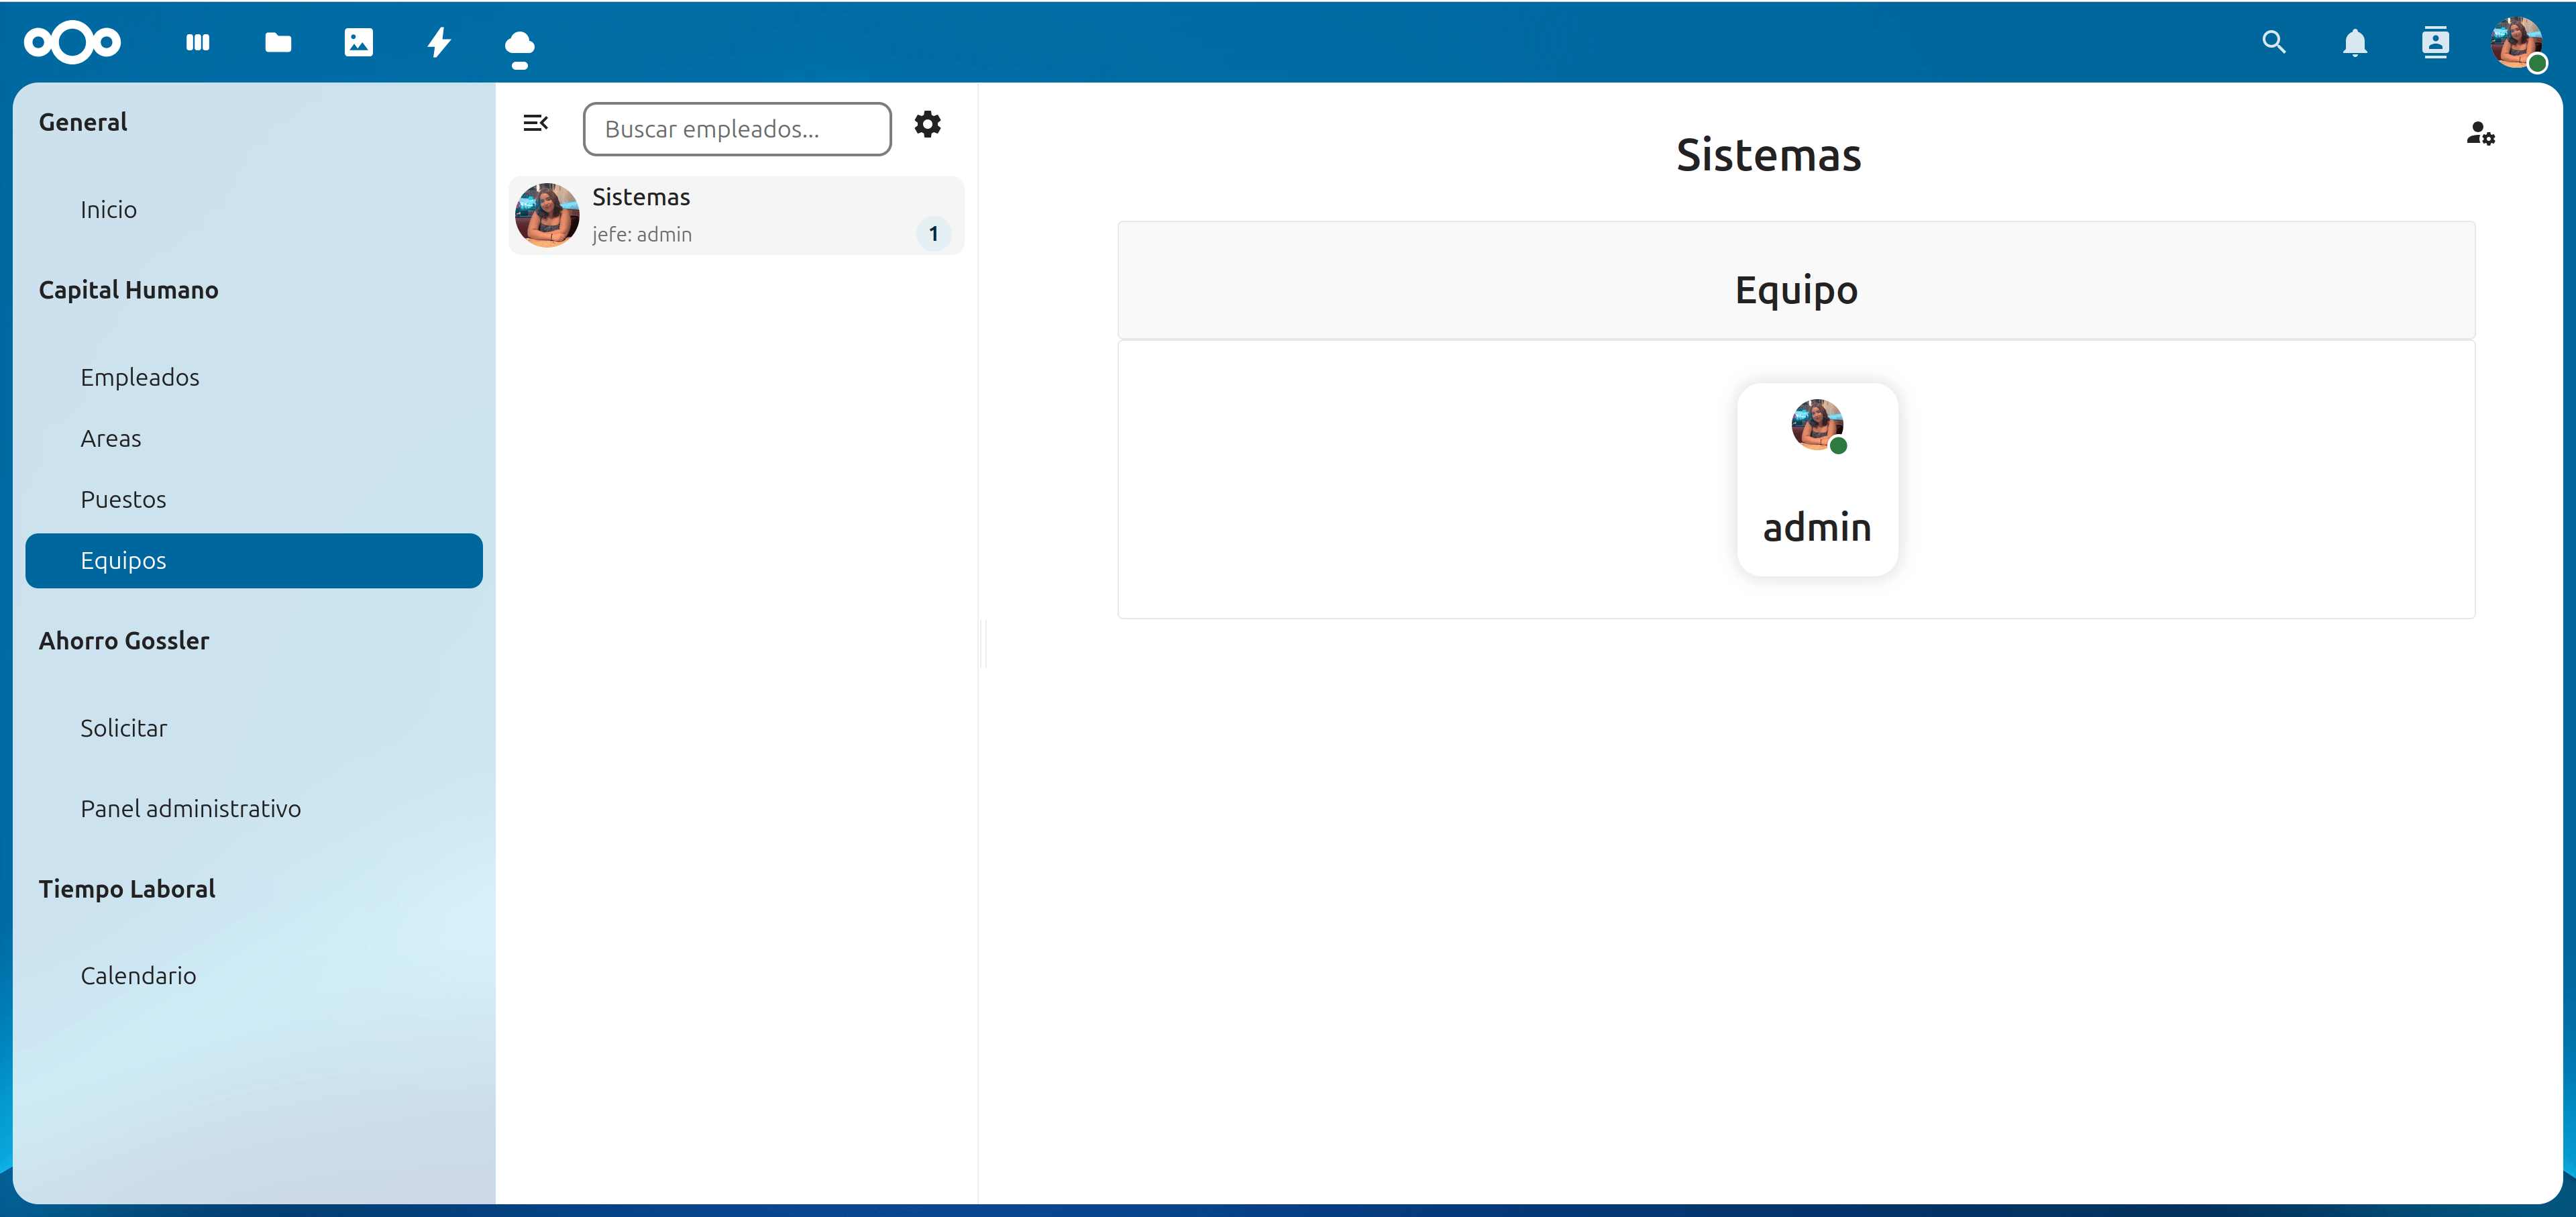 General
Inicio
Capital Humano
Empleados
Areas
Puestos
Equipos
Ahorro Gossler
Solicitar
Panel administrativo
Tiempo Laboral
Calendario
Buscar empleados...
Sistemas
jefe: admin
1
Sistemas
Equipo
admin